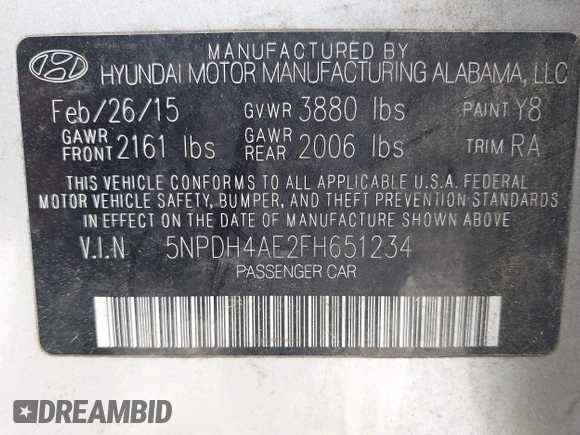 MANUFACTURED BY
HYUNDAI MOTOR MANUFACTURING ALABAMA, LLC
Feb/26/15 GVWR 3880 lbs PAINT Y8
GAWR FRONT 2161 lbs GAWR REAR 2006 lbs TRIM RA
THIS VEHICLE CONFORMS TO ALL APPLICABLE U.S.A. FEDERAL
MOTOR VEHICLE SAFETY, BUMPER, AND THEFT PREVENTION STANDARDS
IN EFFECT ON THE DATE OF MANUFACTURE SHOWN ABOVE
V.I.N 5NPDH4AE2FH651234
PASSENGER CAR
DREAMBID